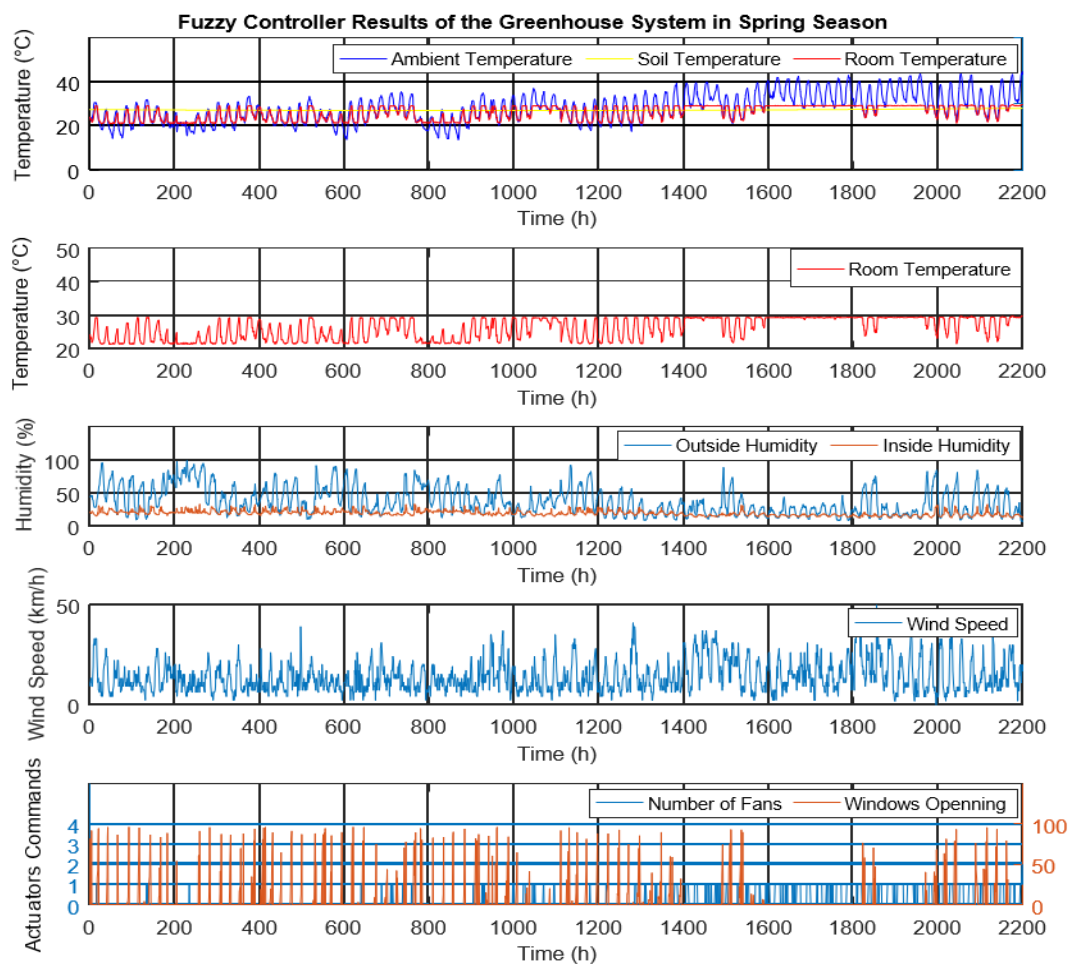 Fuzzy Controller Results of the Greenhouse System in Spring Season
Temperature (°C)
Ambient Temperature Soil Temperature Room Temperature
40
20
0
0 200 400 600 800 1000 1200 1400 1600 1800 2000 2200
Time (h)
Temperature (°C)
Room Temperature
50
40
30
20
0 200 400 600 800 1000 1200 1400 1600 1800 2000 2200
Time (h)
Humidity (%)
Outside Humidity Inside Humidity
100
50
0
0 200 400 600 800 1000 1200 1400 1600 1800 2000 2200
Time (h)
Wind Speed (km/h)
Wind Speed
50
0
0 200 400 600 800 1000 1200 1400 1600 1800 2000 2200
Time (h)
Actuators Commands
Number of Fans Windows Openning
4 100
3
2 50
1
0 0
0 200 400 600 800 1000 1200 1400 1600 1800 2000 2200
Time (h)